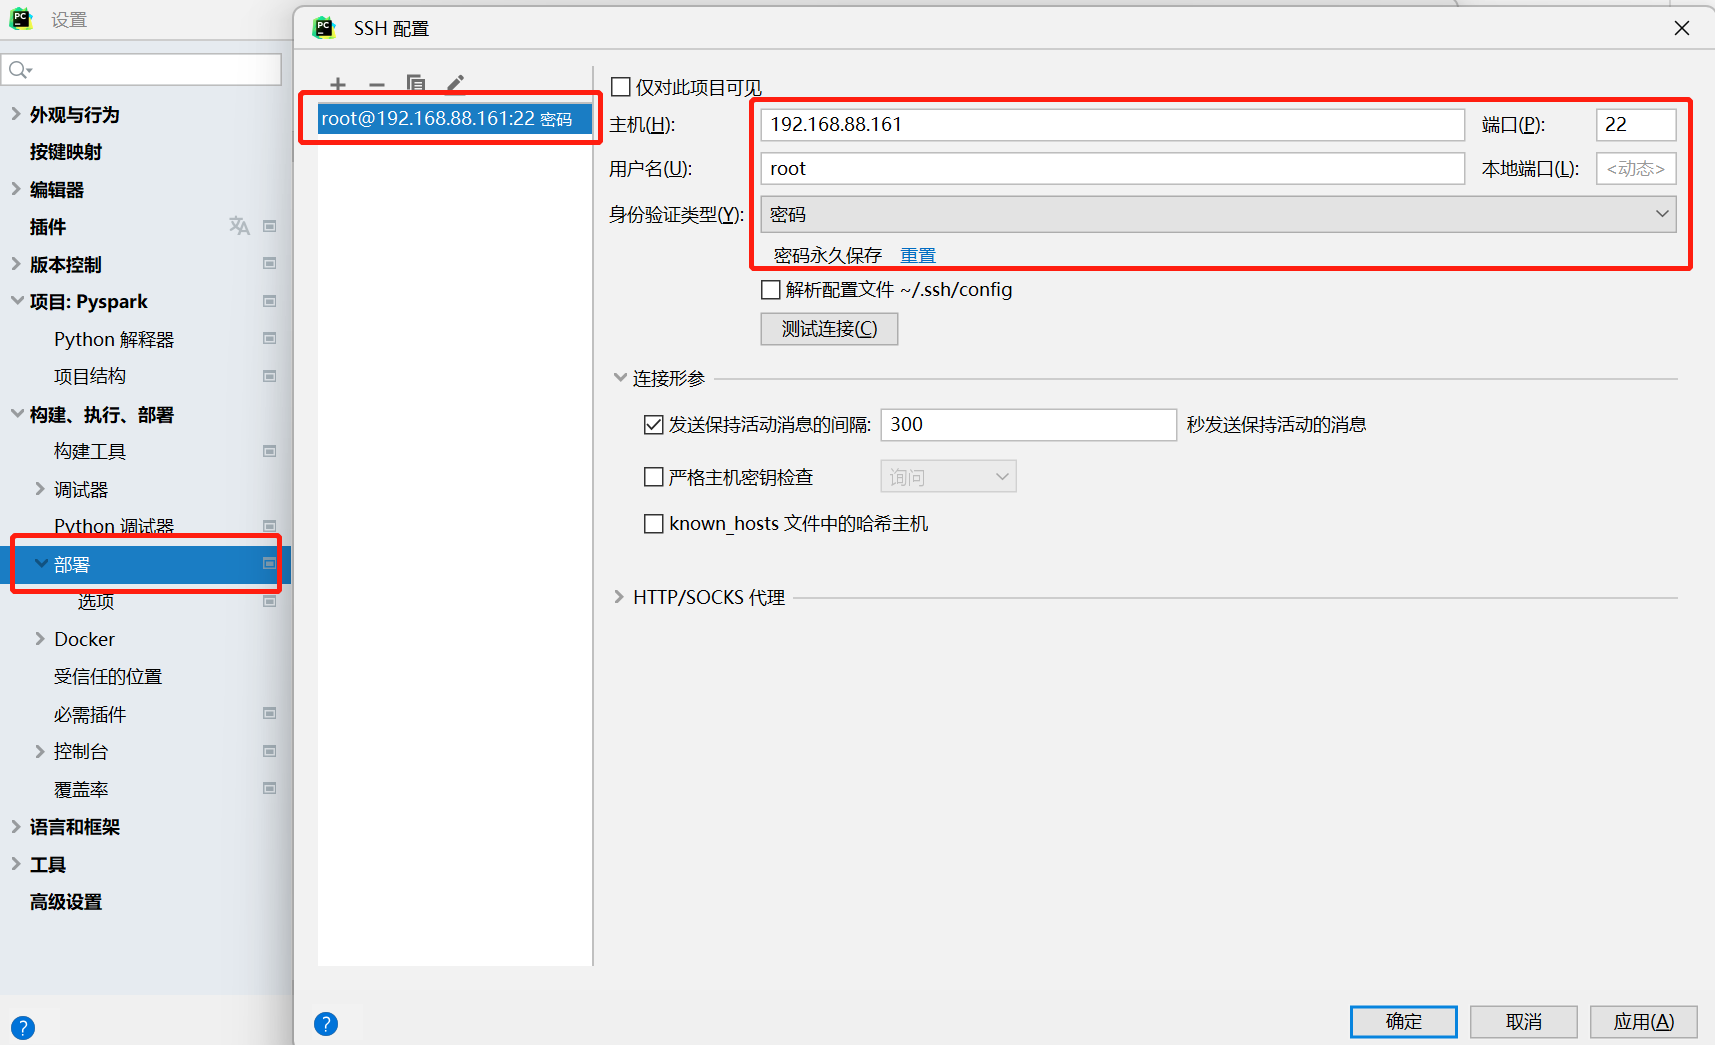 设置
外观与行为
按键映射
编辑器
插件
版本控制
项目: Pyspark
Python 解释器
项目结构
构建、执行、部署
构建工具
调试器
Python 调试器
部署
选项
Docker
受信任的位置
必需插件
控制台
覆盖率
语言和框架
工具
高级设置
?
SSH 配置
root@192.168.88.161:22 密码
仅对此项目可见
主机(H): 192.168.88.161 端口(P): 22
用户名(U): root 本地端口(L): <动态>
身份验证类型(Y): 密码
密码永久保存 重置
解析配置文件 ~/.ssh/config
测试连接(C)
连接形参
发送保持活动消息的间隔: 300 秒发送保持活动的消息
严格主机密钥检查 询问
known_hosts 文件中的哈希主机
HTTP/SOCKS 代理
?
确定 取消 应用(A)